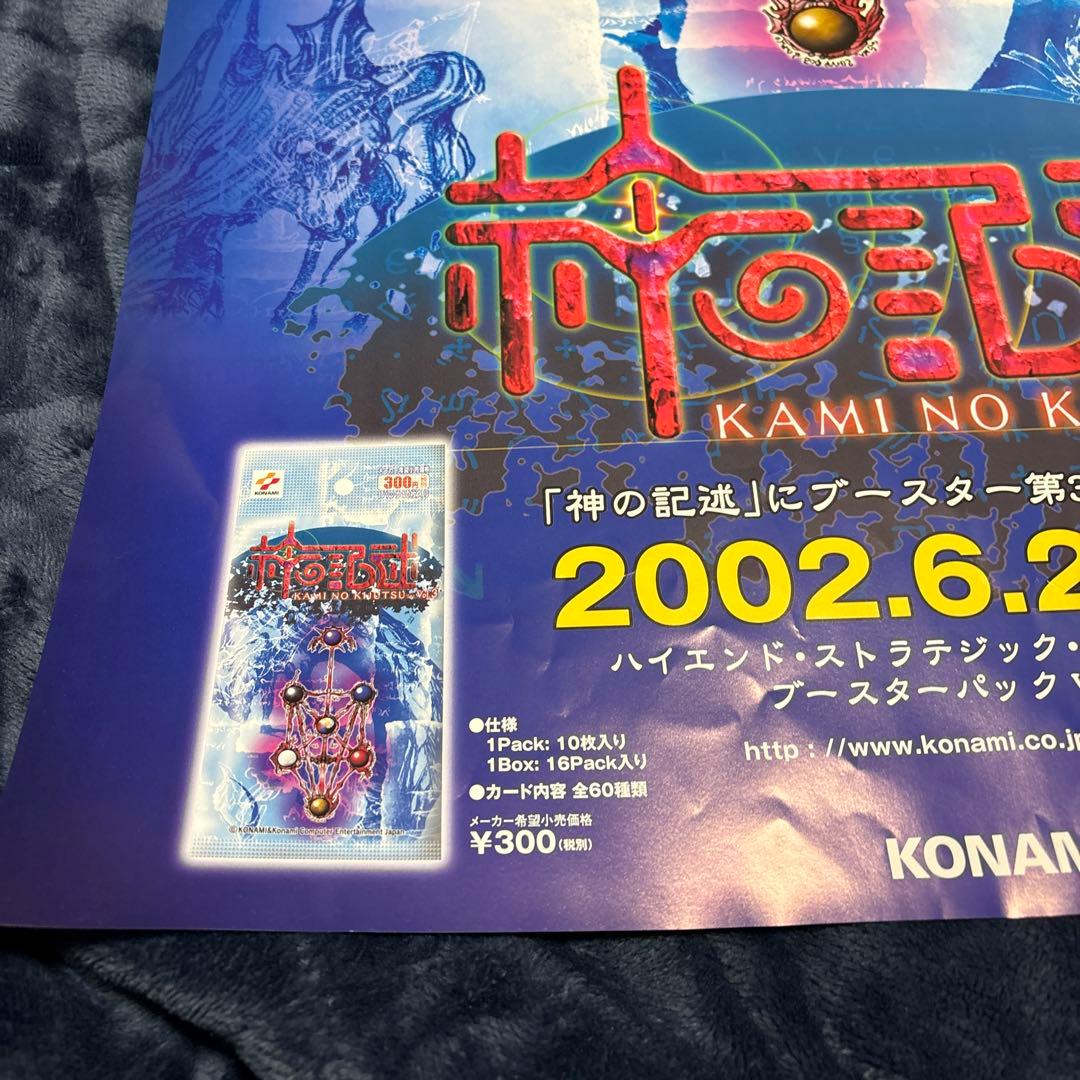 神の記
KAMI NO K
「神の記述」にブースター第3
2002.6.2
ハイエンド・ストラテジック・
ブースターパック
KONAMI
300円
神の記述
KAMI NO KIJUTSU Vol.3
©KONAMI&Konami Computer Entertainment Japan
●仕様
1Pack: 10枚入り
1Box: 16Pack入り
●カード内容 全60種類
メーカー希望小売価格
¥300(税別)
http://www.konami.co.jp
KONAM